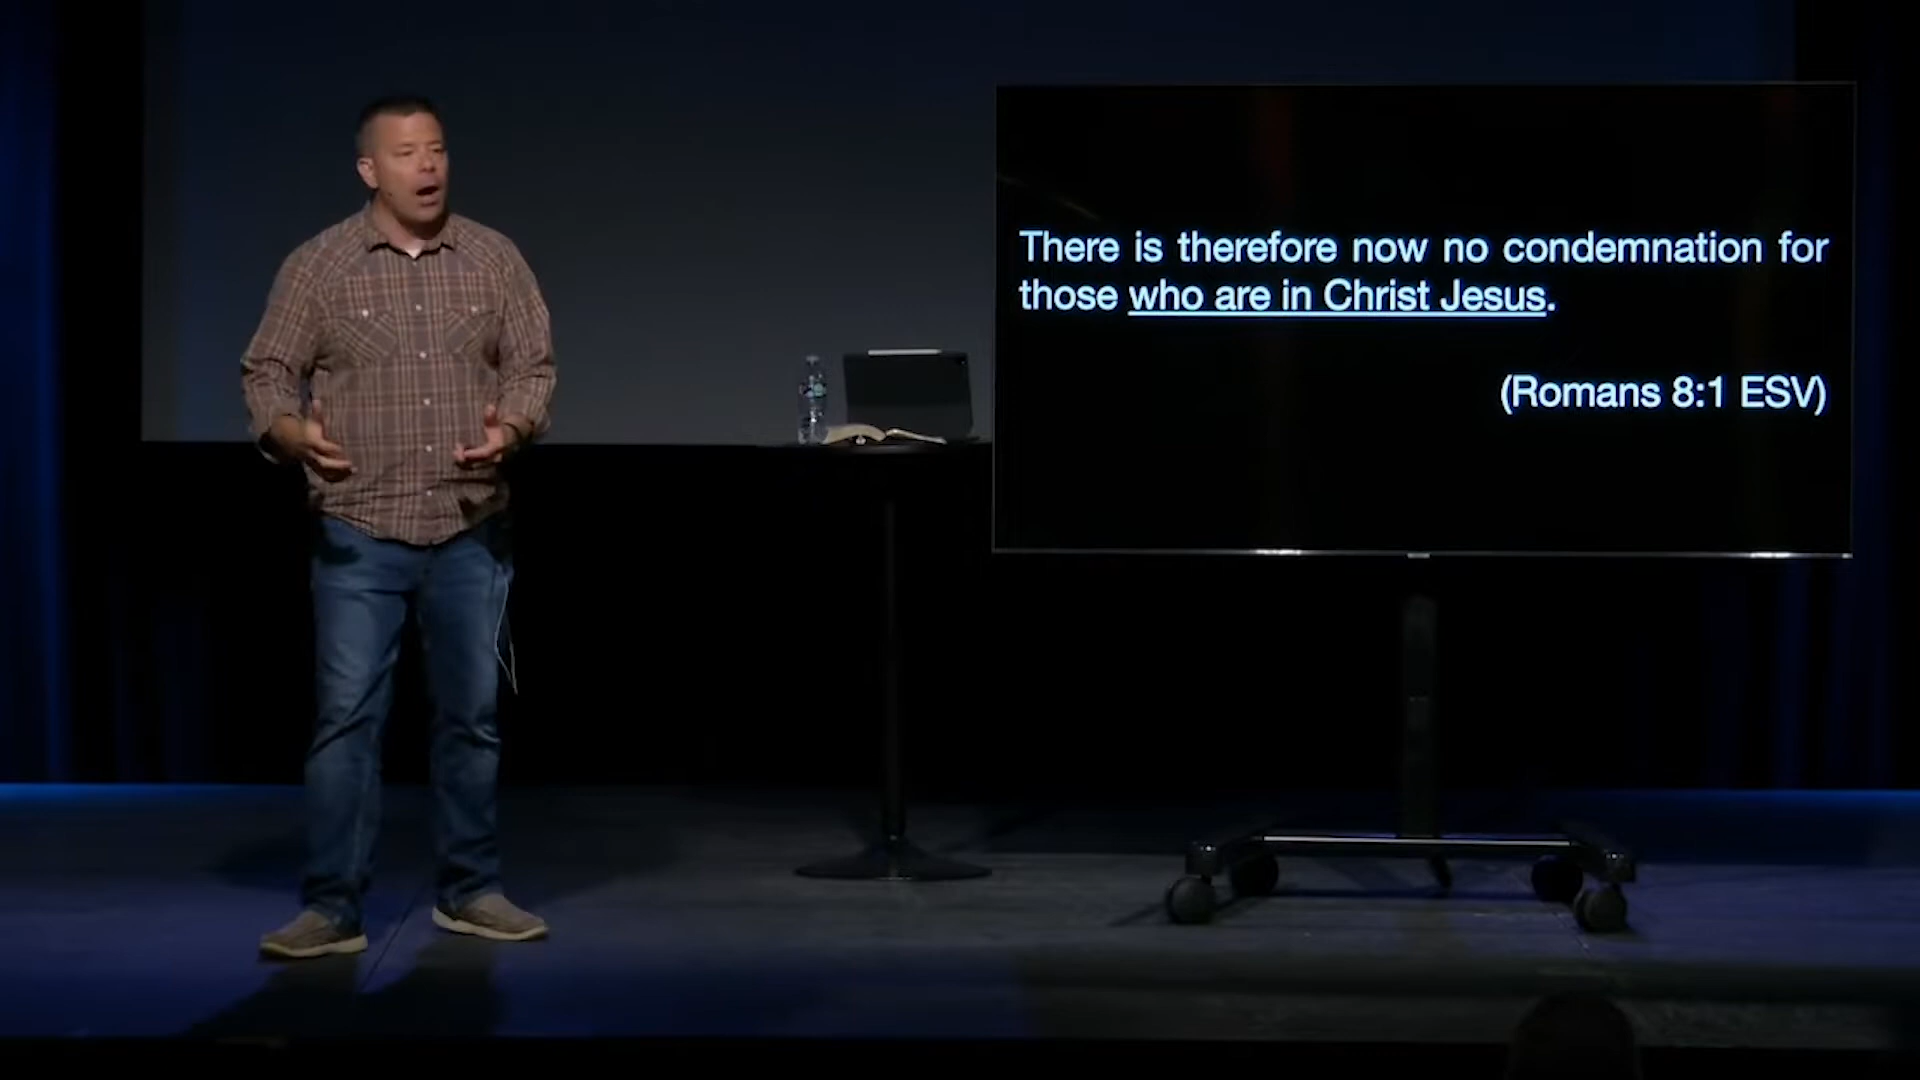 There is therefore now no condemnation for
those who are in Christ Jesus.
(Romans 8:1 ESV)